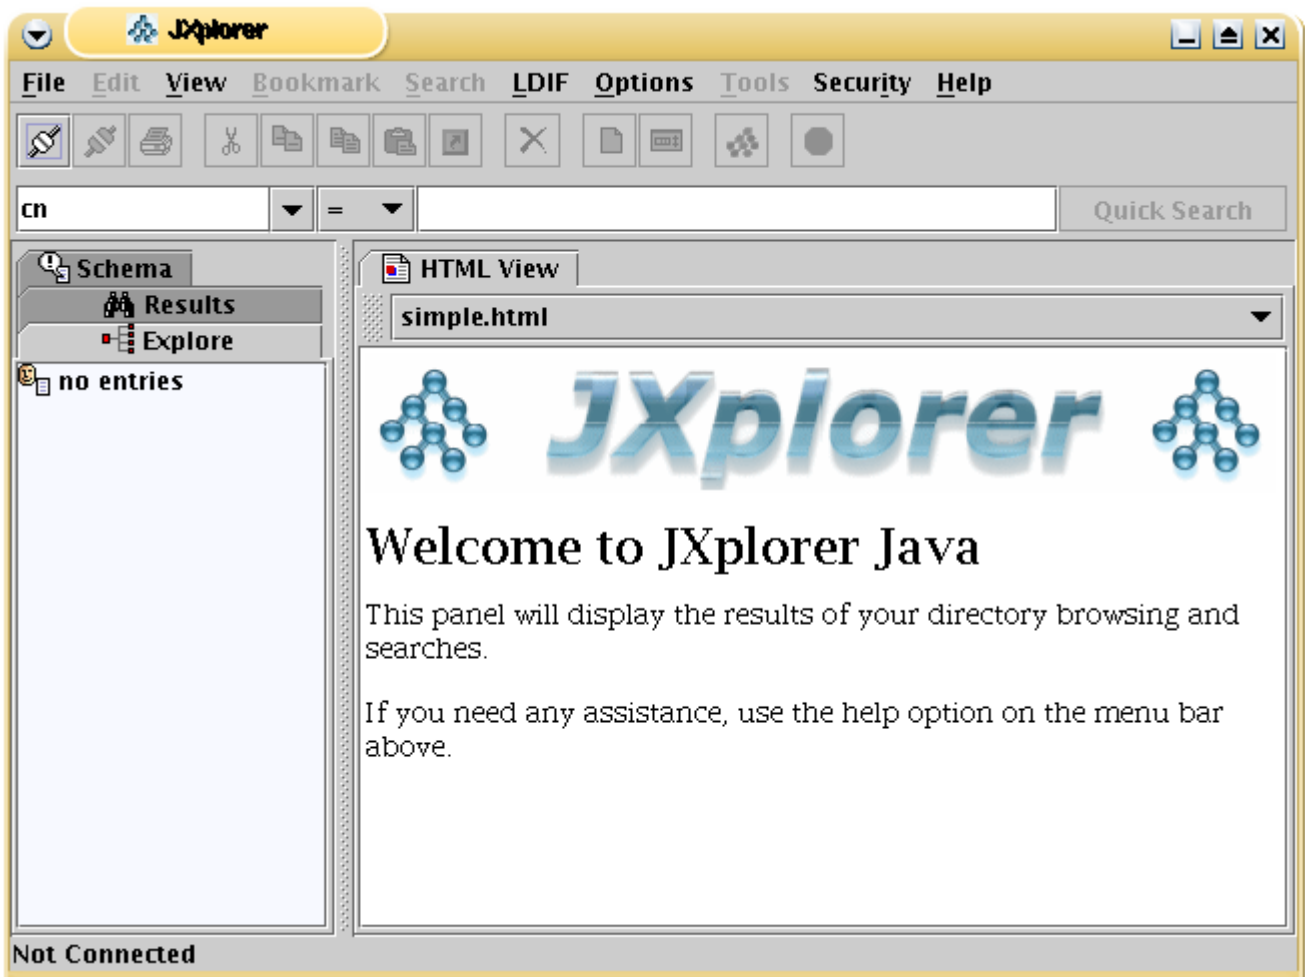 JXplorer
File Edit View Bookmark Search LDIF Options Tools Security Help
cn = Quick Search
Schema
Results
Explore
no entries
HTML View
simple.html
JXplorer
Welcome to JXplorer Java
This panel will display the results of your directory browsing and
searches.
If you need any assistance, use the help option on the menu bar
above.
Not Connected